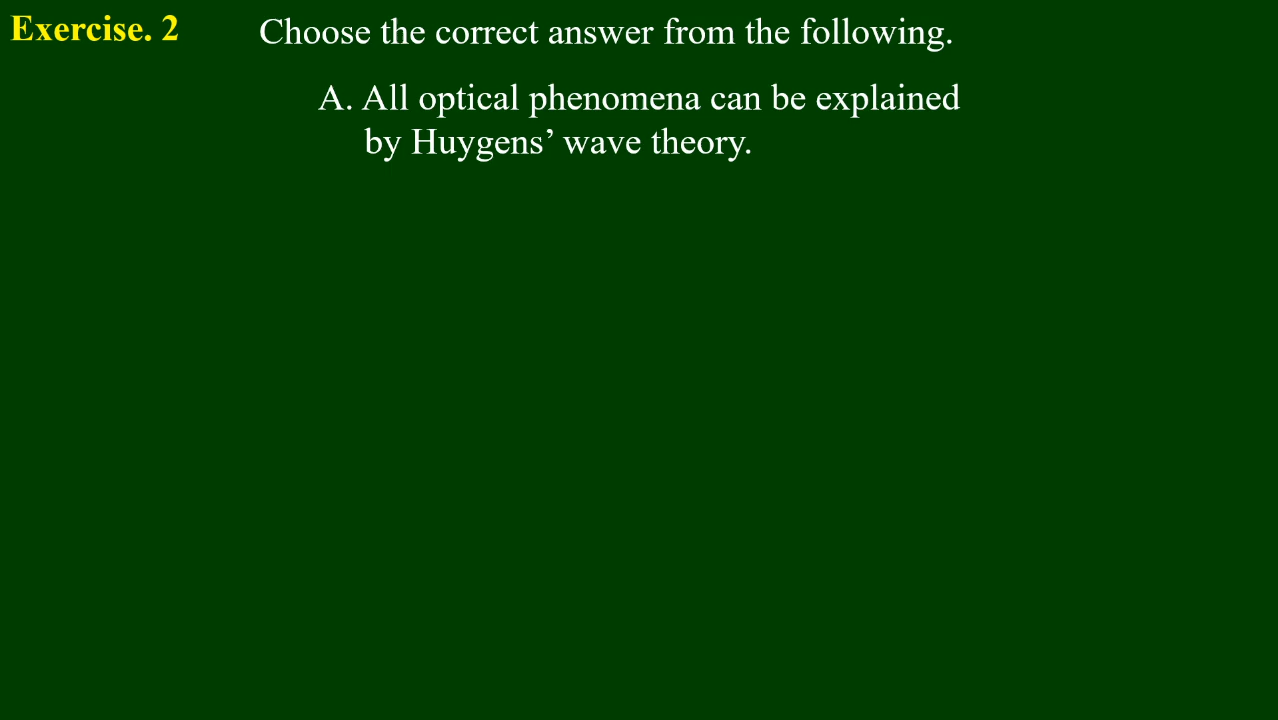 Exercise. 2 Choose the correct answer from the following.
A. All optical phenomena can be explained
by Huygens’ wave theory.